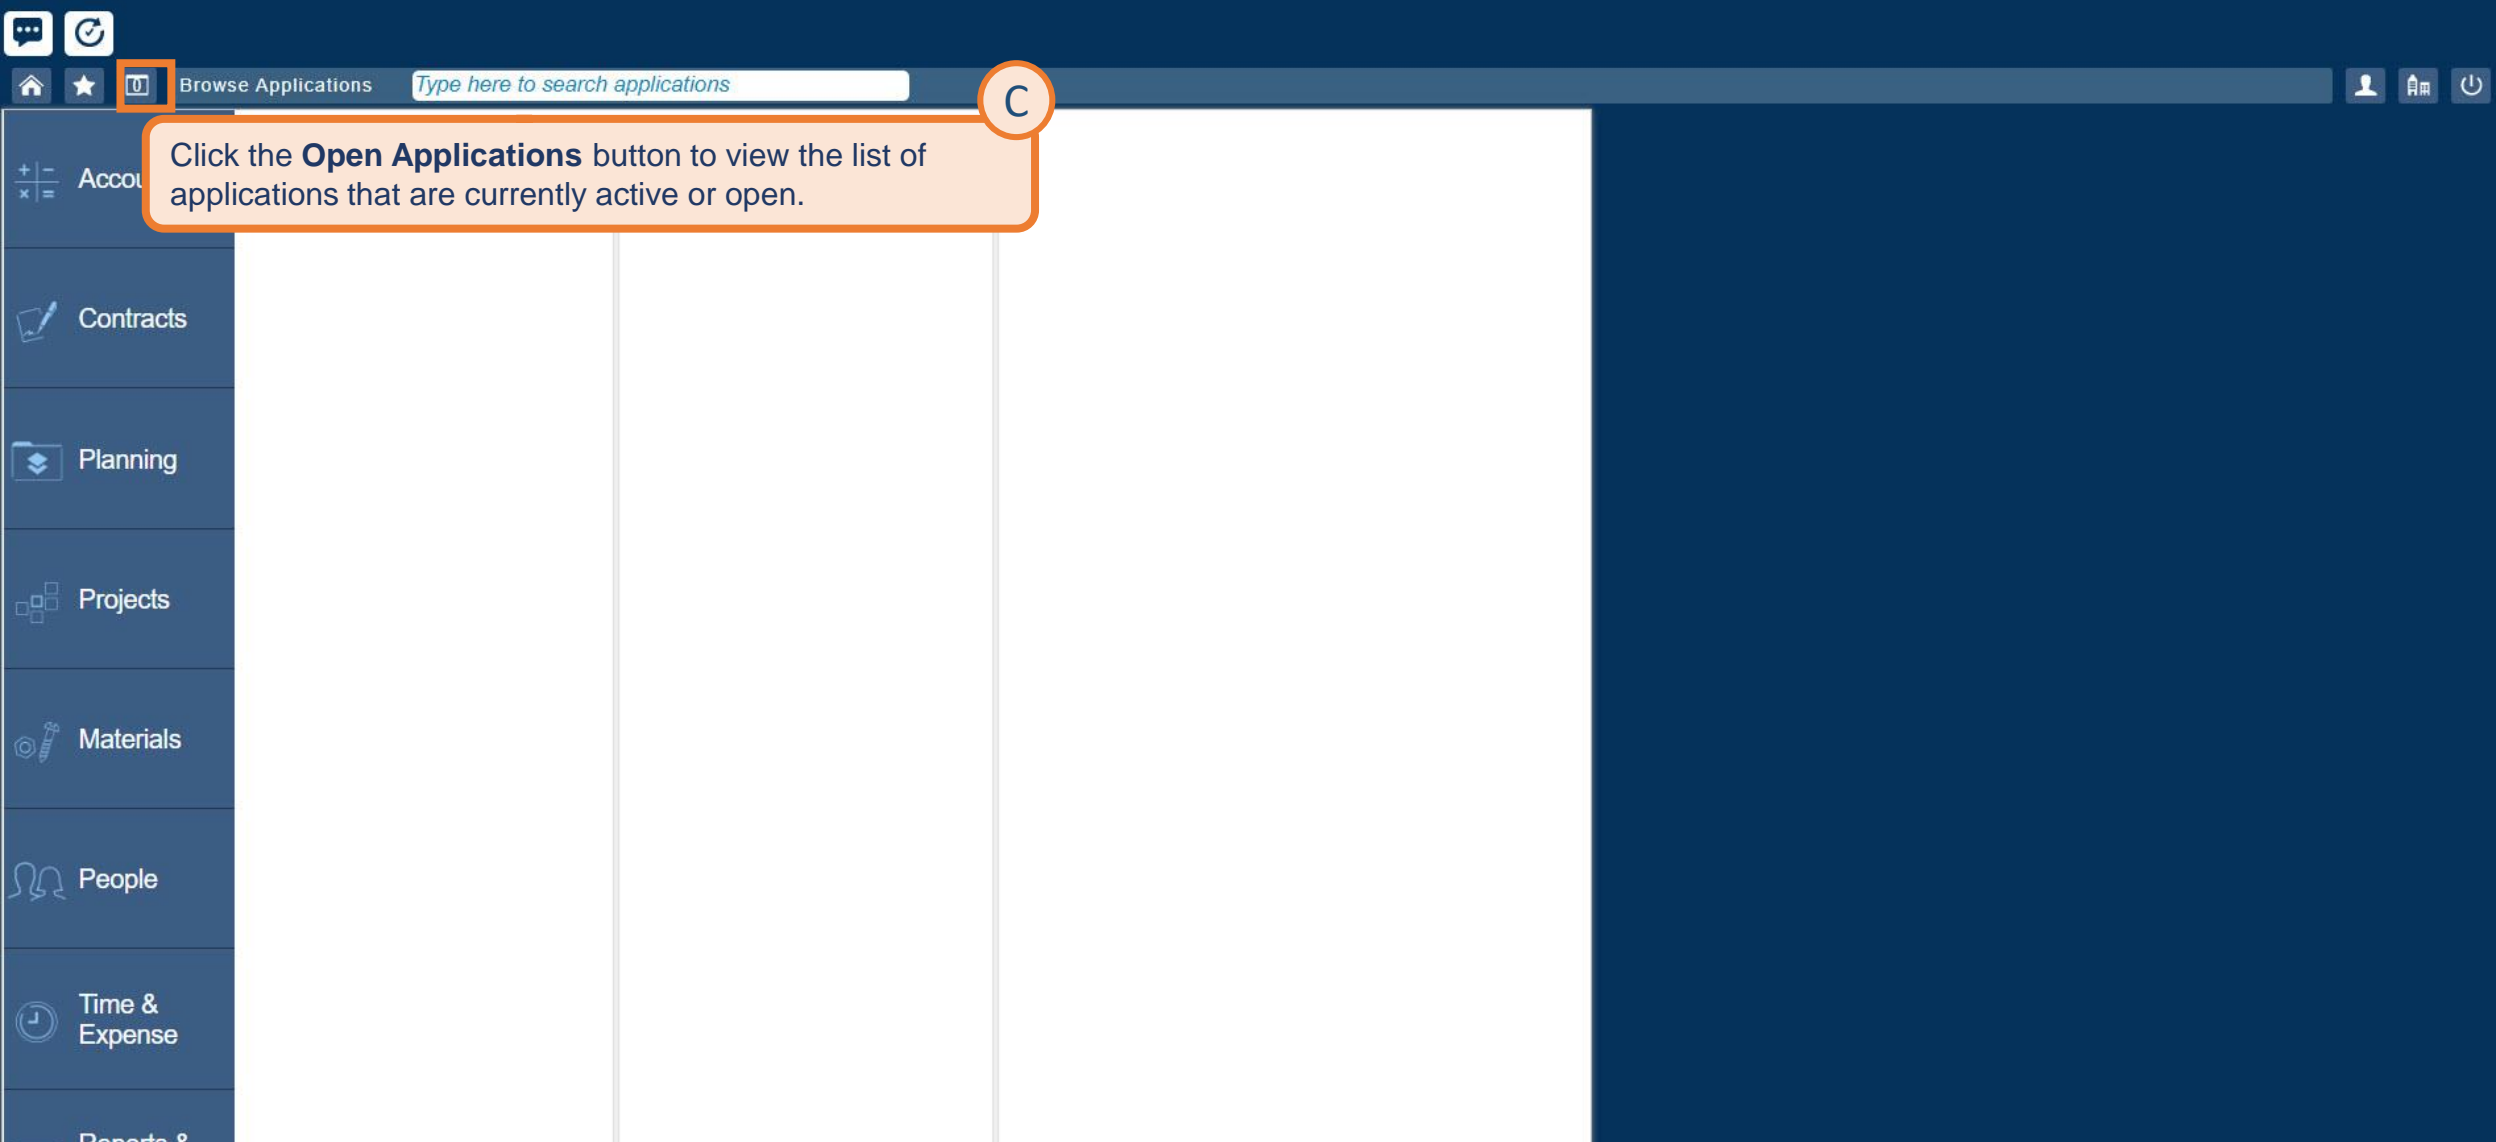 0
Browse Applications
Type here to search applications
C
Click the Open Applications button to view the list of
applications that are currently active or open.
Contracts
Planning
Projects
Materials
People
Time &
Expense